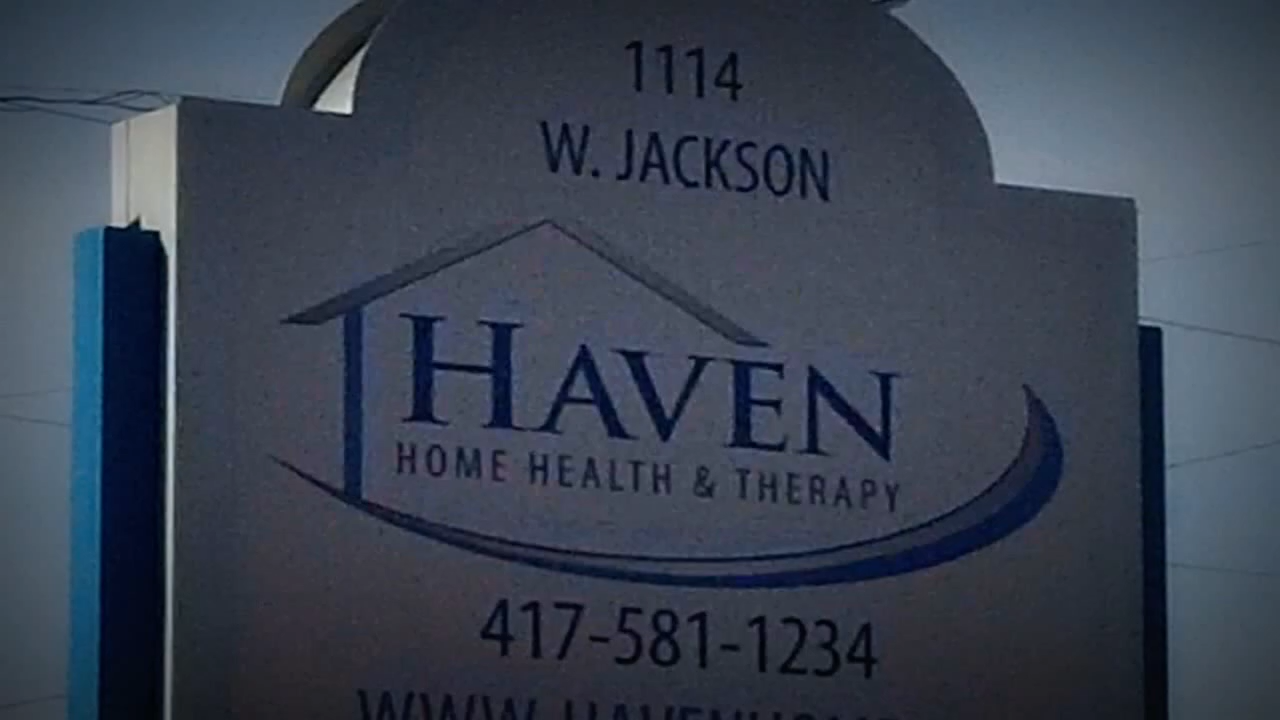 1114
W. JACKSON
HAVEN
HOME HEALTH & THERAPY
417-581-1234